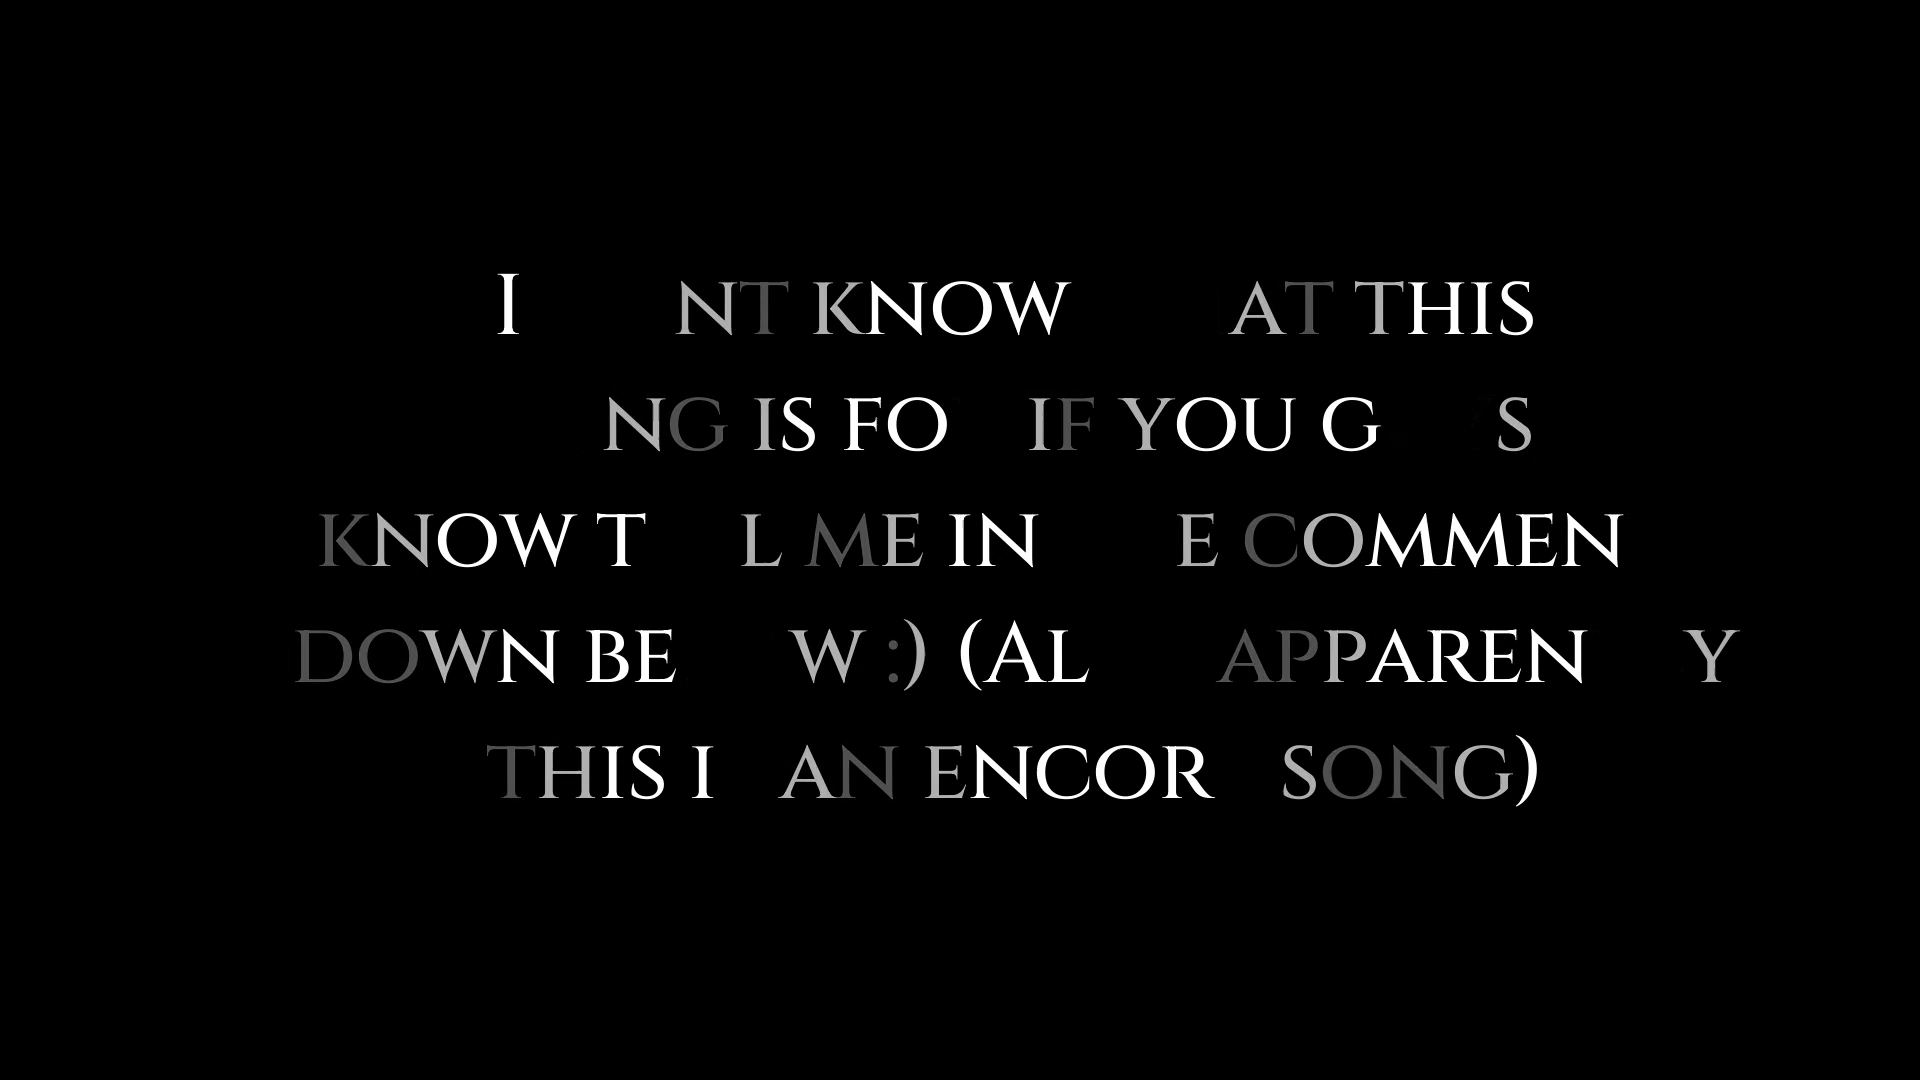 I nt know at this
ng is fo if you g s
know t l me in e commen
down be w :) (Al apparen y
this i an encor song)